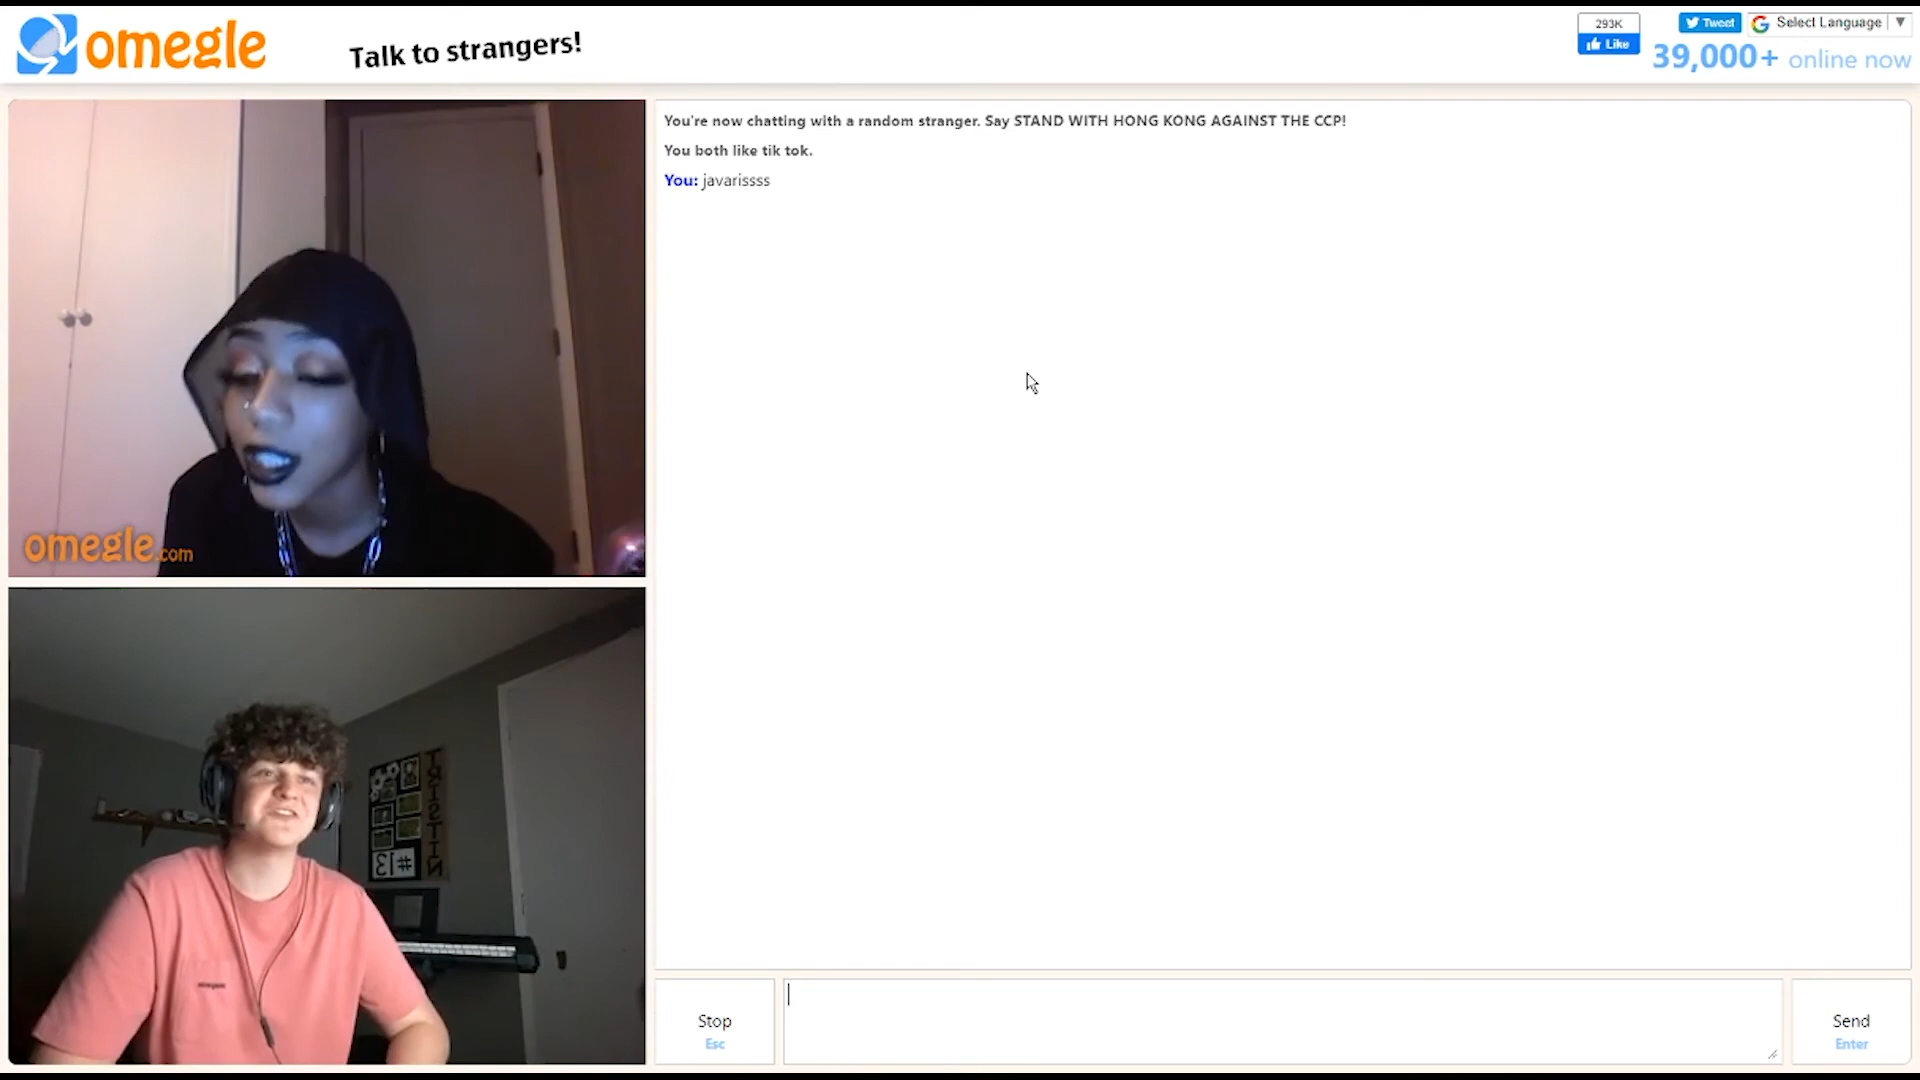 omegle
Talk to strangers!
293K
Like
Tweet
Select Language
39,000+ online now
You're now chatting with a random stranger. Say STAND WITH HONG KONG AGAINST THE CCP!
You both like tik tok.
You: javarissss
omegle.com
TRISTIN
#13
Stop
Esc
Send
Enter